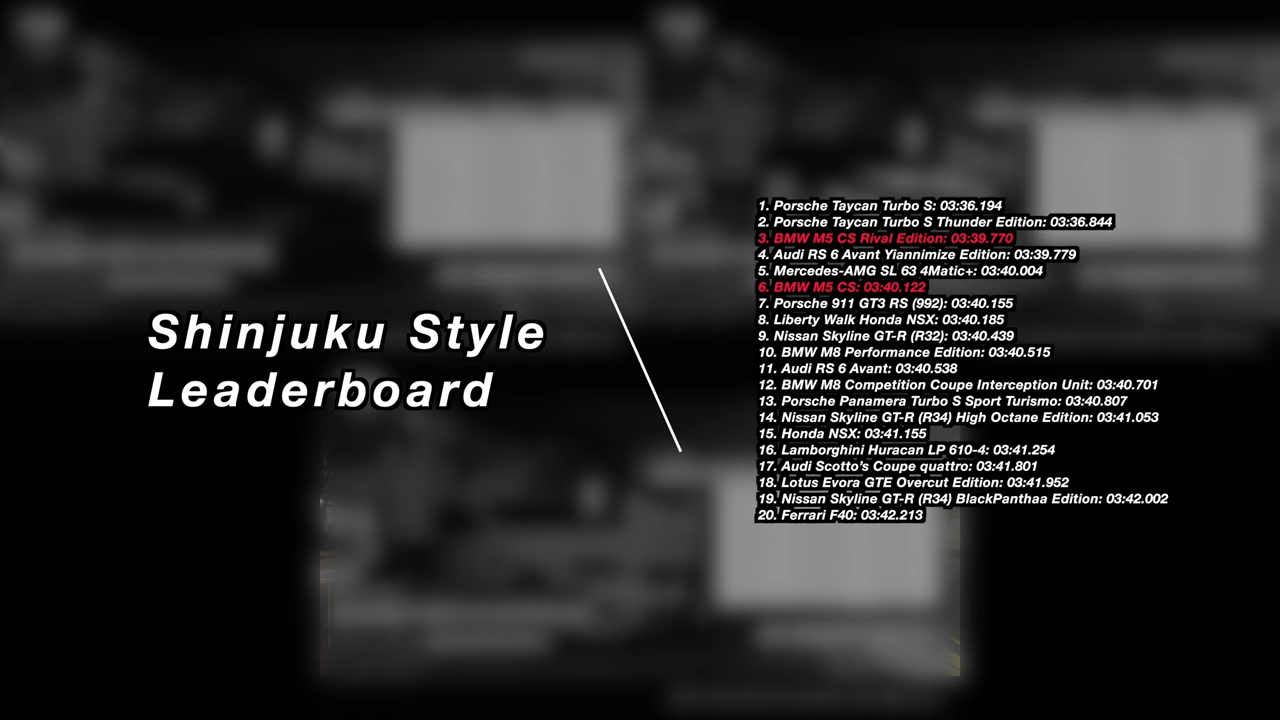 Shinjuku Style
Leaderboard
1. Porsche Taycan Turbo S: 03:36.194
2. Porsche Taycan Turbo S Thunder Edition: 03:36.844
3. BMW M5 CS Rival Edition: 03:39.770
4. Audi RS 6 Avant Yiannimize Edition: 03:39.779
5. Mercedes-AMG SL 63 4Matic+: 03:40.004
6. BMW M5 CS: 03:40.122
7. Porsche 911 GT3 RS (992): 03:40.155
8. Liberty Walk Honda NSX: 03:40.185
9. Nissan Skyline GT-R (R32): 03:40.439
10. BMW M8 Performance Edition: 03:40.515
11. Audi RS 6 Avant: 03:40.538
12. BMW M8 Competition Coupe Interception Unit: 03:40.701
13. Porsche Panamera Turbo S Sport Turismo: 03:40.807
14. Nissan Skyline GT-R (R34) High Octane Edition: 03:41.053
15. Honda NSX: 03:41.155
16. Lamborghini Huracan LP 610-4: 03:41.254
17. Audi Scotto's Coupe quattro: 03:41.801
18. Lotus Evora GTE Overcut Edition: 03:41.952
19. Nissan Skyline GT-R (R34) BlackPanthaa Edition: 03:42.002
20. Ferrari F40: 03:42.213